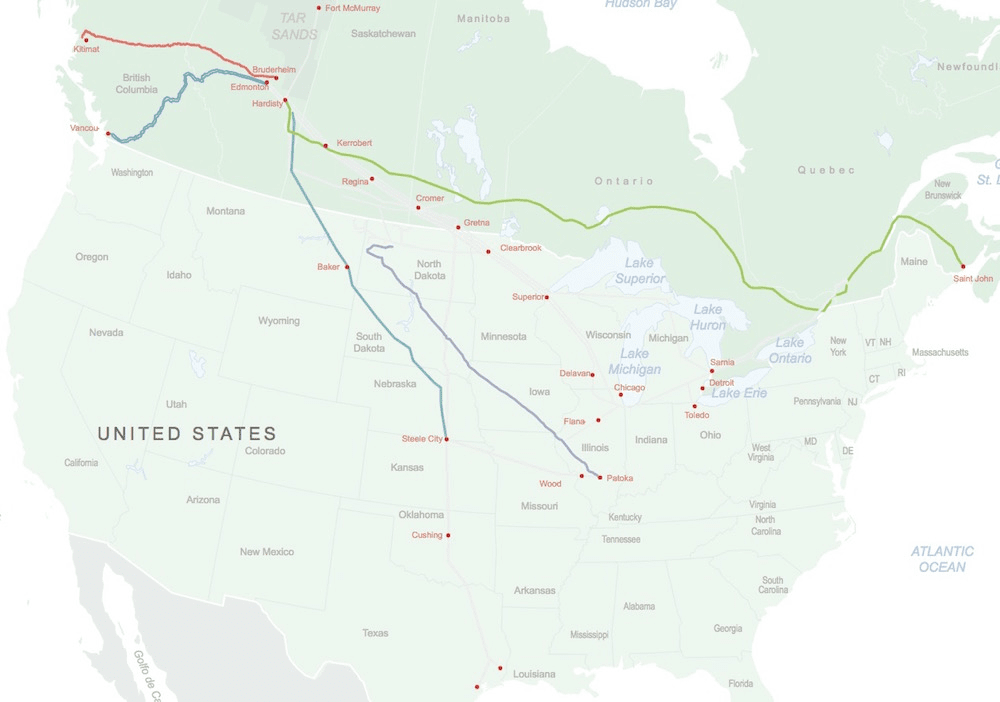 Hudson Bay
Fort McMurray
TAR
SANDS
Manitoba
Saskatchewan
Kitimat
Bruderheim
Edmonton
British
Columbia
Hardisty
Newfoundl
Vancou
Kerrobert
Washington
Regina
Ontario
Quebec
New
Brunswick
G
St. L
Cromer
Montana
Gretna
Clearbrook
Oregon
Baker
North
Dakota
Lake
Superior
Maine
Saint John
Idaho
Superior
Wyoming
Nevada
South
Dakota
Minnesota
Wisconsin
Michigan
Lake
Huron
Lake
Ontario
New
York
VT NH
Massachusetts
Lake
Michigan
Sarnia
Delavan
Detroit
Lake Erie
CT
RI
Nebraska
Iowa
Chicago
Utah
Toledo
Pennsylvania
NJ
Flana
UNITED STATES
Steele City
Illinois
Indiana
Ohio
MD
DE
West
Virginia
Colorado
California
Kansas
Wood
Patoka
Arizona
Missouri
Virginia
Oklahoma
Kentucky
North
Carolina
Cushing
Tennessee
New Mexico
ATLANTIC
OCEAN
Arkansas
South
Carolina
Alabama
Texas
Mississippi
Georgia
Louisiana
Florida
Golfo de Ca